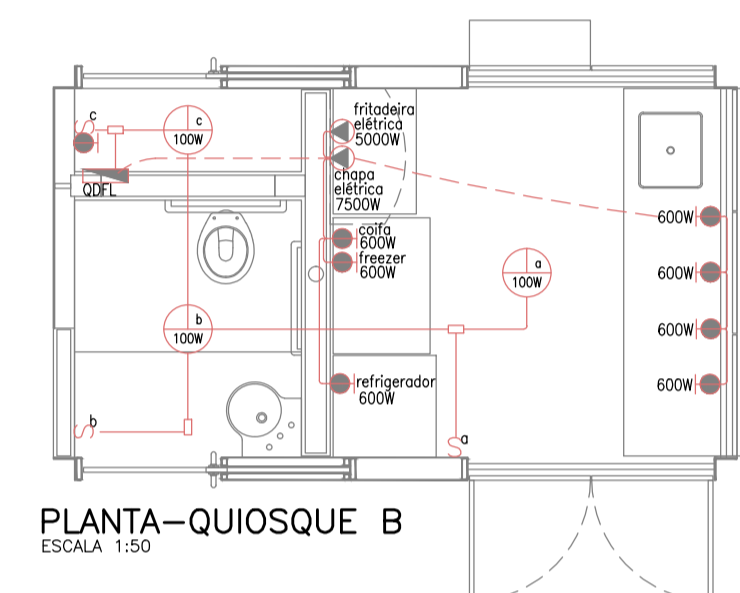 c
c
100W
QDFL
fritadeira
elétrica
5000W
chapa
elétrica
7500W
coifa
600W
freezer
600W
600W
600W
a
100W
b
100W
600W
refrigerador
600W
600W
b
a
PLANTA-QUIOSQUE B
ESCALA 1:50